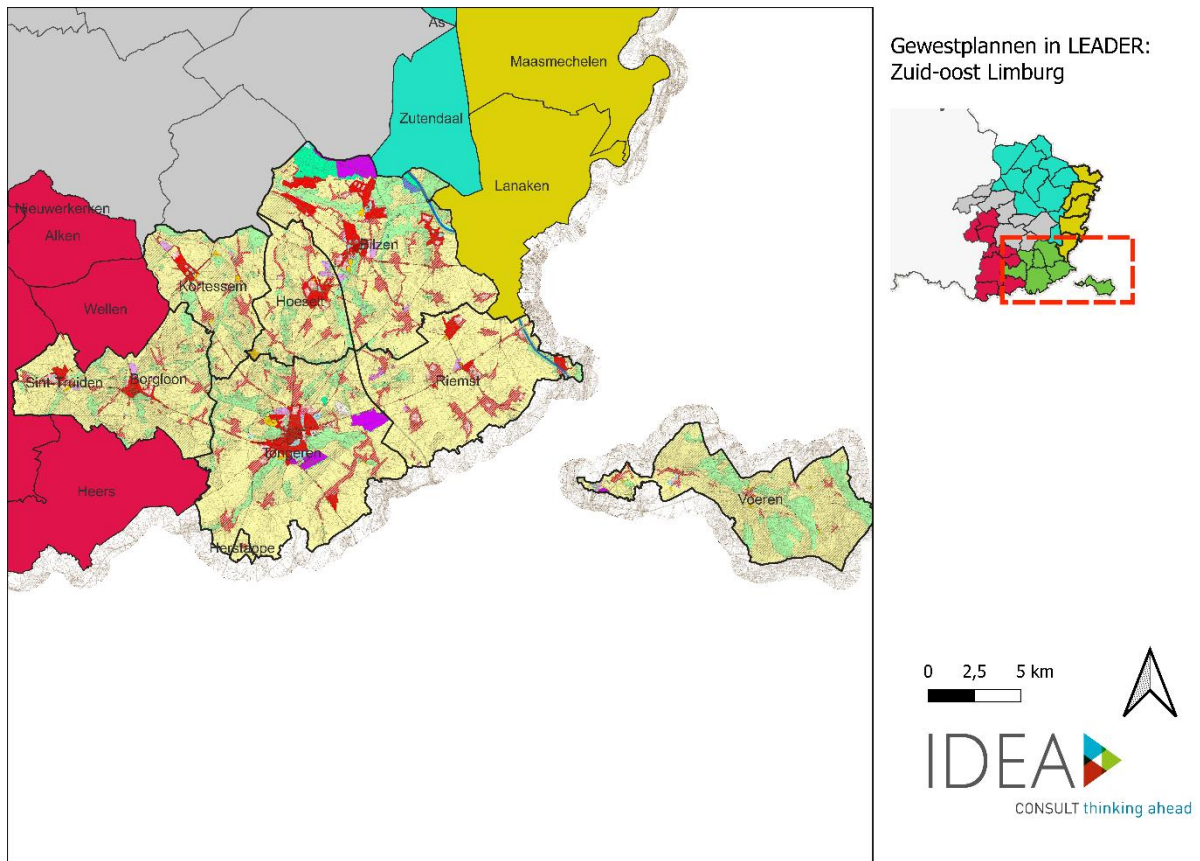 As
Maasmechelen
Zutendaal
Lanaken
Nieuwerkerken
Alken
Bilzen
Kortessem
Hoeselt
Wellen
Sint-Truiden
Borgloon
Riemst
Tongeren
Heers
Voeren
Herstappe
Gewestplannen in LEADER:
Zuid-oost Limburg
0 2,5 5 km
IDEA
CONSULT thinking ahead